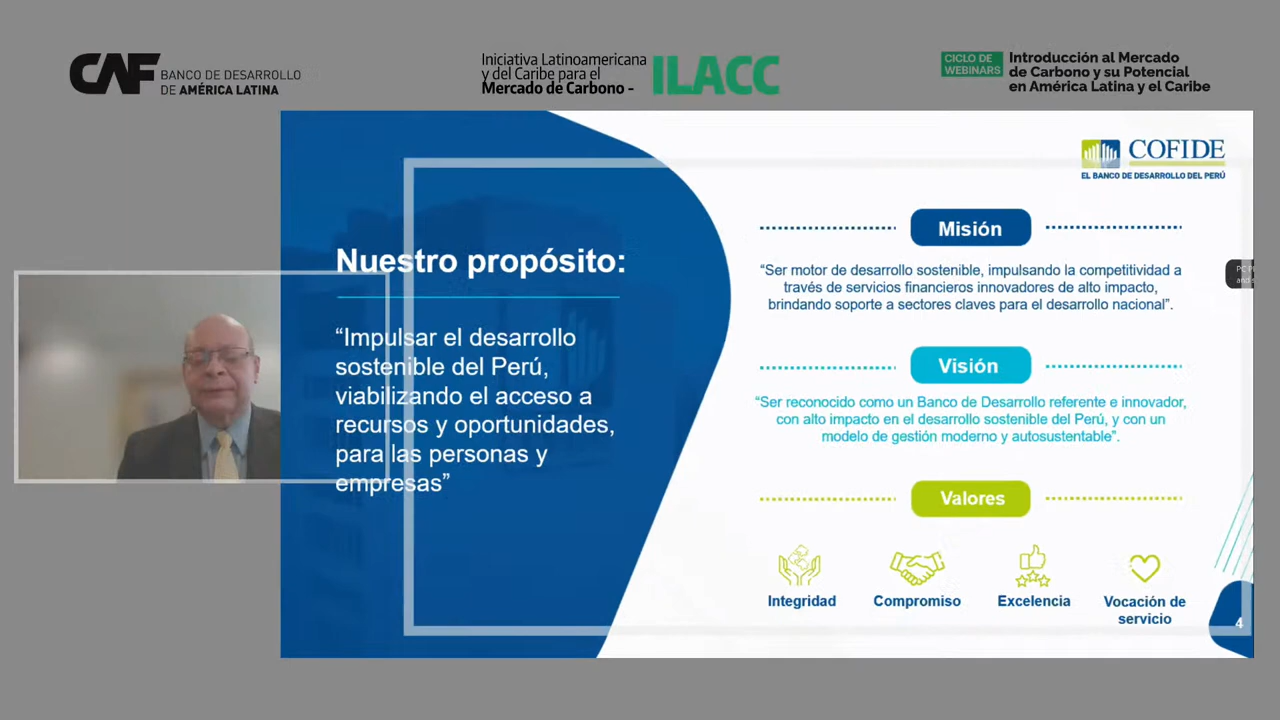 CAF BANCO DE DESARROLLO
DE AMÉRICA LATINA
Iniciativa Latinoamericana
y del Caribe para el
Mercado de Carbono -
ILACC
CICLO DE
WEBINARS
Introducción al Mercado
de Carbono y su Potencial
en América Latina y el Caribe
COFIDE
EL BANCO DE DESARROLLO DEL PERÚ
Nuestro propósito:
“Impulsar el desarrollo
sostenible del Perú,
viabilizando el acceso a
recursos y oportunidades,
para las personas y
empresas”
Misión
“Ser motor de desarrollo sostenible, impulsando la competitividad a
través de servicios financieros innovadores de alto impacto,
brindando soporte a sectores claves para el desarrollo nacional”.
Visión
“Ser reconocido como un Banco de Desarrollo referente e innovador,
con alto impacto en el desarrollo sostenible del Perú, y con un
modelo de gestión moderno y autosustentable”.
Valores
Integridad
Compromiso
Excelencia
Vocación de
servicio
4